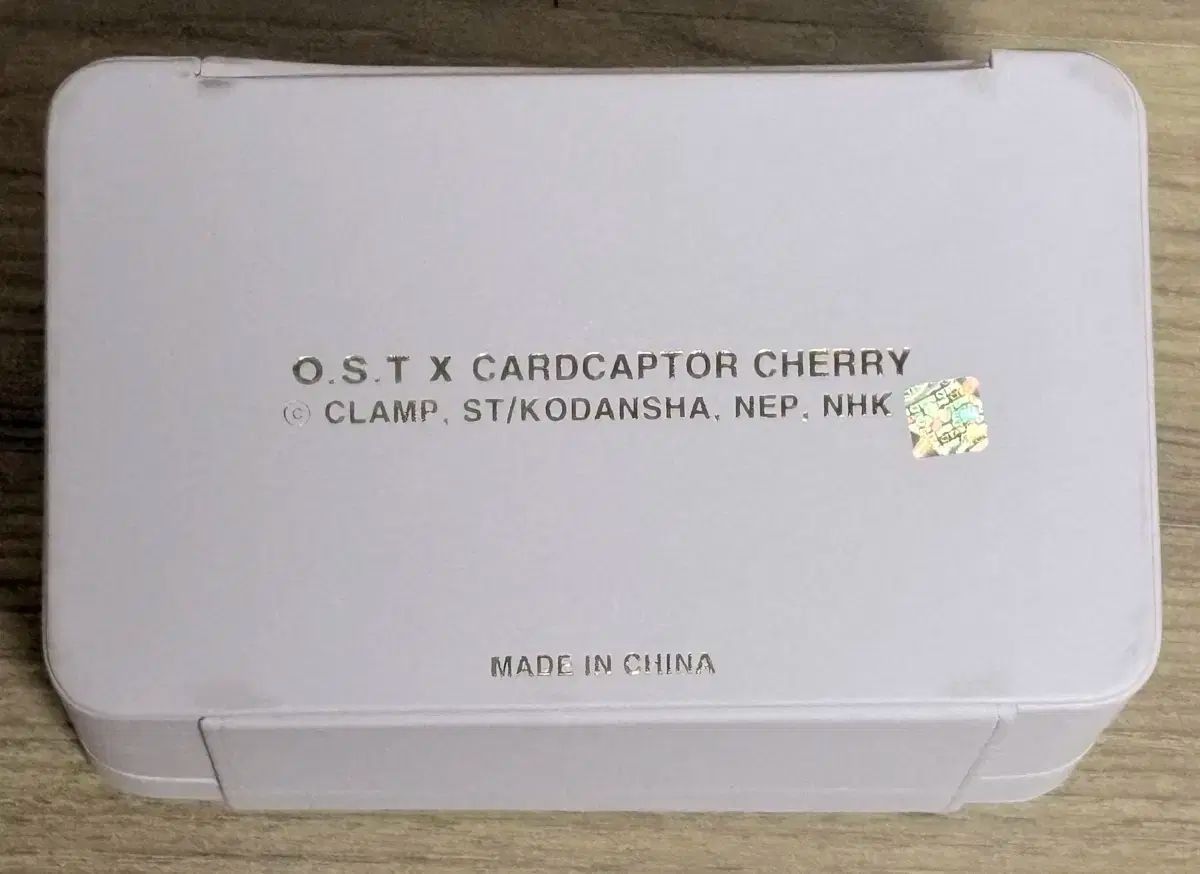 O.S.T X CARDCAPTOR CHERRY
© CLAMP, ST/KODANSHA, NEP, NHK
MADE IN CHINA